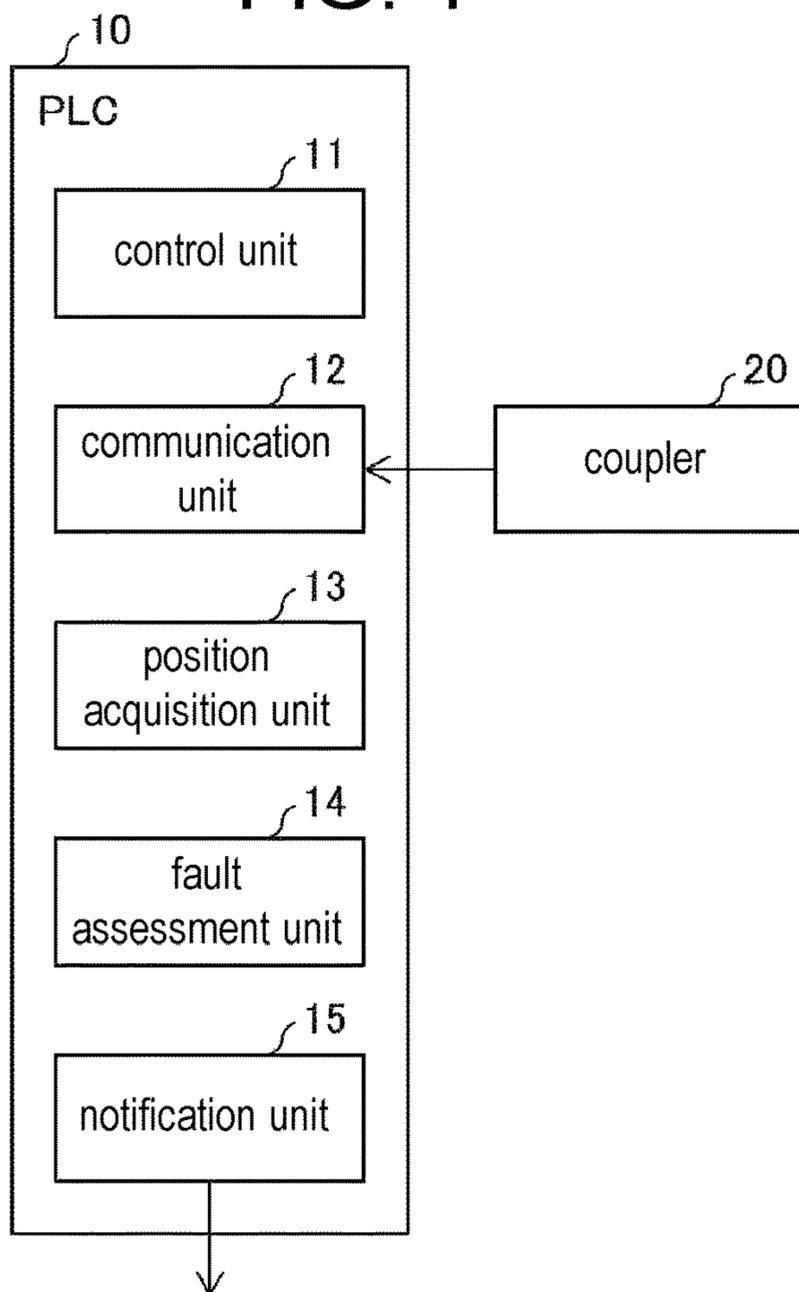 10
PLC
11
control unit
12
communication
unit
20
coupler
13
position
acquisition unit
14
fault
assessment unit
15
notification unit